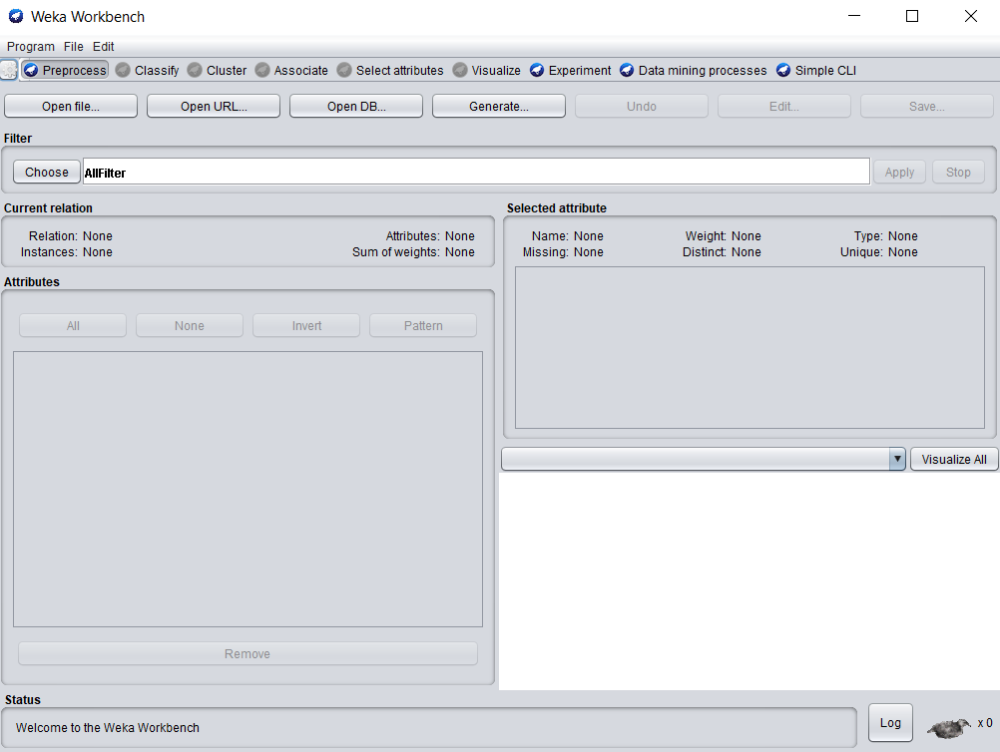 Weka Workbench
Program File Edit
Preprocess Classify Cluster Associate Select attributes Visualize Experiment Data mining processes Simple CLI
Open file... Open URL... Open DB... Generate... Undo Edit... Save...
Filter
Choose AllFilter Apply Stop
Current relation
Relation: None Attributes: None
Instances: None Sum of weights: None
Selected attribute
Name: None Weight: None Type: None
Missing: None Distinct: None Unique: None
Attributes
All None Invert Pattern
Visualize All
Remove
Status
Welcome to the Weka Workbench
Log x 0